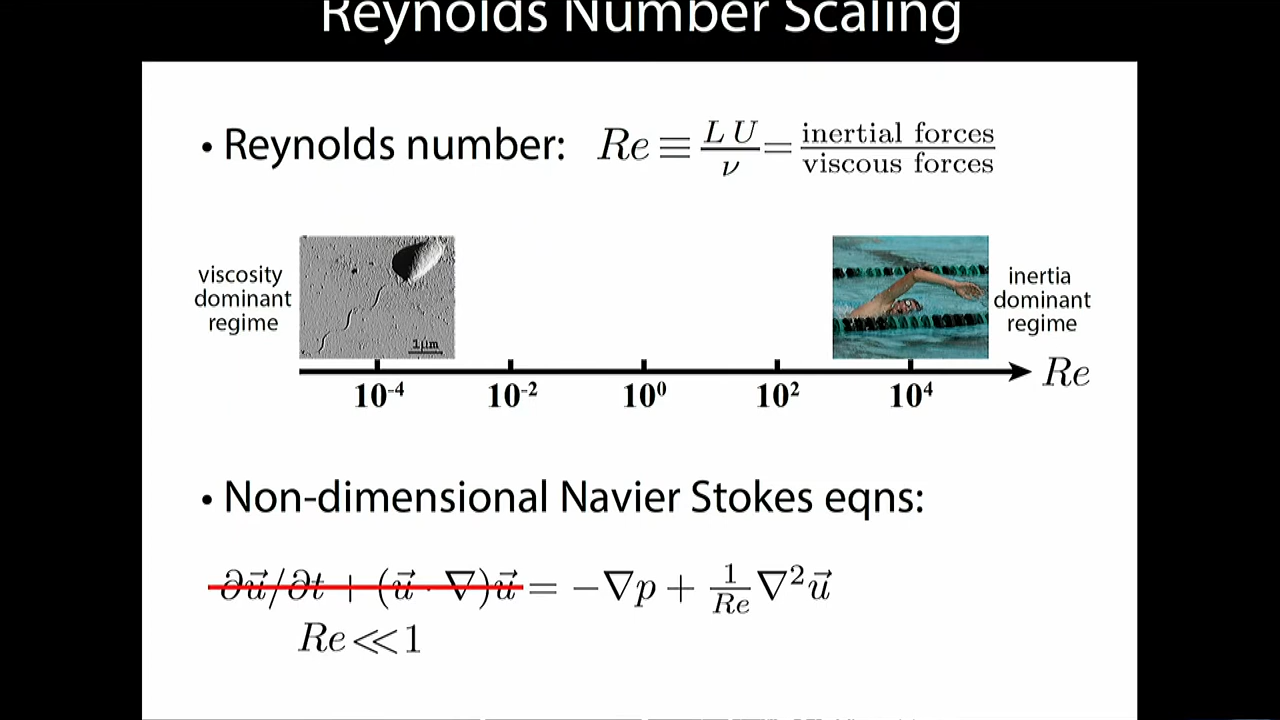 Reynolds Number Scaling
• Reynolds number: Re ≡ L U / ν = inertial forces / viscous forces
viscosity
dominant
regime
1μm
inertia
dominant
regime
10⁻⁴ 10⁻² 10⁰ 10² 10⁴ Re
• Non-dimensional Navier Stokes eqns:
∂u⃗/∂t + (u⃗ · ∇)u⃗ = −∇p + 1/Re ∇²u⃗
Re ≪ 1